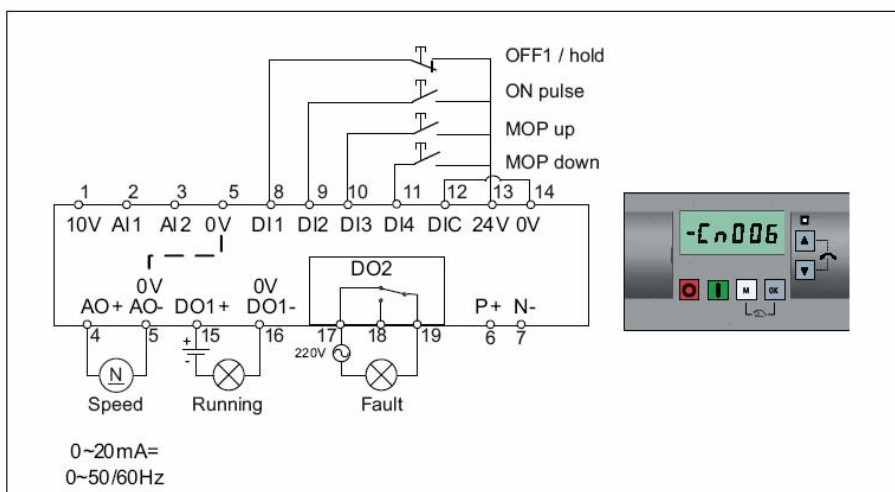 OFF1 / hold
ON pulse
MOP up
MOP down
1 2 3 5 8 9 10 11 12 13 14
10V AI1 AI2 0V DI1 DI2 DI3 DI4 DIC 24V 0V
-Cn006
DO2
0V 0V
AO+ AO- DO1+ DO1- P+ N-
4 5 15 16 17 18 19 6 7
+
-
220V
N
M OK
Speed Running Fault
0~20mA=
0~50/60Hz